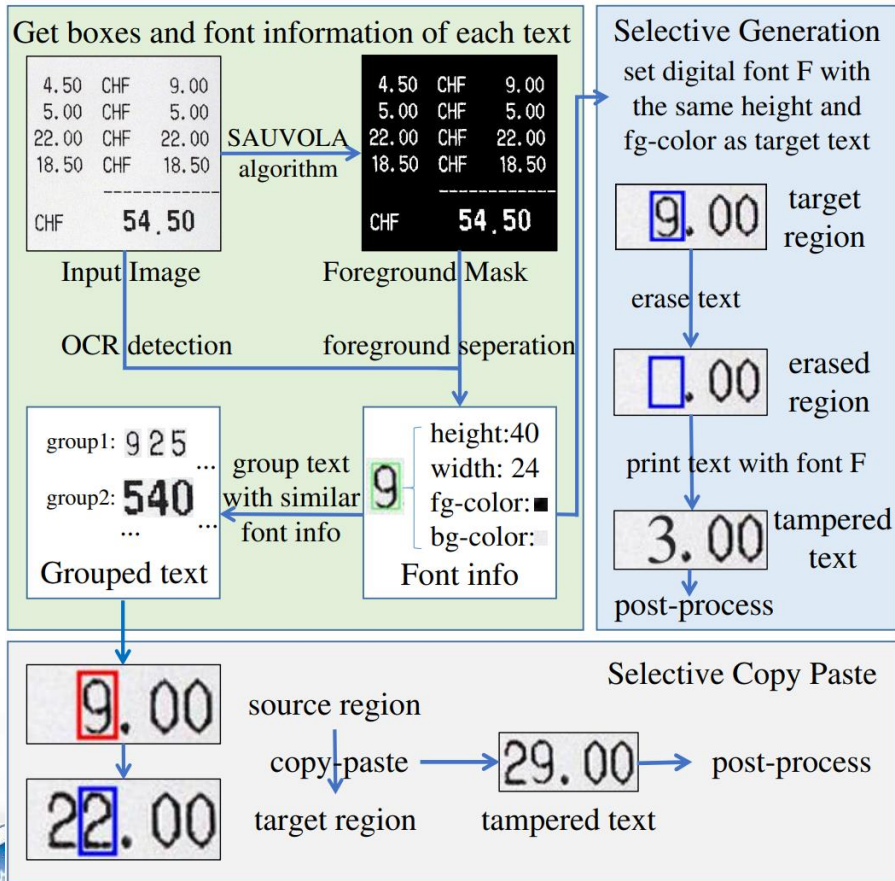 Get boxes and font information of each text
4.50 CHF 9.00
5.00 CHF 5.00
22.00 CHF 22.00
18.50 CHF 18.50
CHF 54.50
Input Image
SAUVOLA
algorithm
4.50 CHF 9.00
5.00 CHF 5.00
22.00 CHF 22.00
18.50 CHF 18.50
CHF 54.50
Foreground Mask
OCR detection
foreground seperation
group1: 9 2 5
...
group2: 540
...
...
Grouped text
group text
with similar
font info
9
height:40
width: 24
fg-color:
bg-color:
Font info
Selective Generation
set digital font F with
the same height and
fg-color as target text
9.00
target
region
erase text
.00
erased
region
print text with font F
3.00
tampered
text
post-process
Selective Copy Paste
9.00
22.00
source region
copy-paste
target region
29.00
tampered text
post-process